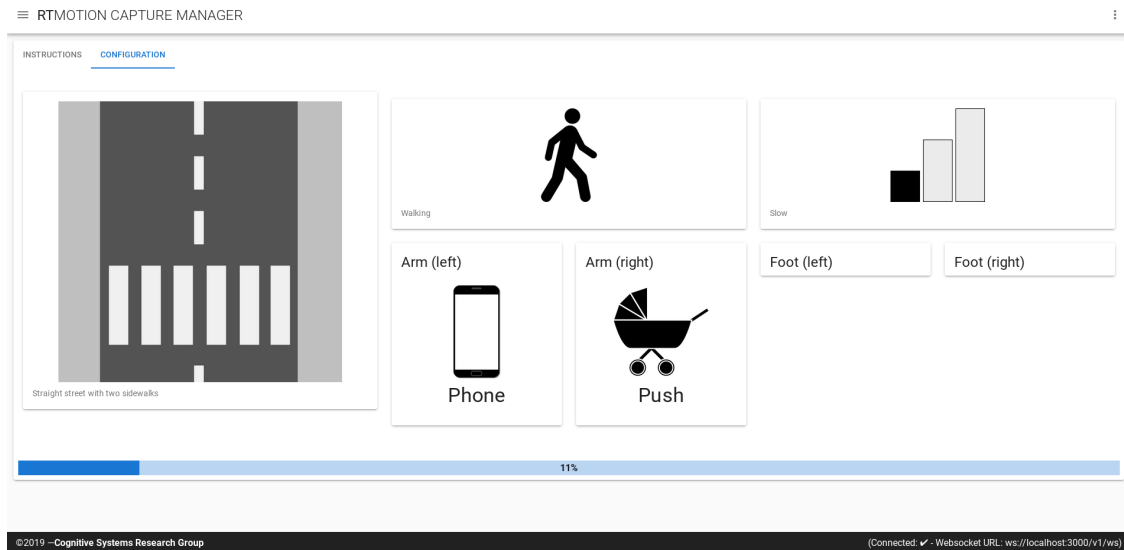 RTMOTION CAPTURE MANAGER
INSTRUCTIONS CONFIGURATION
Straight street with two sidewalks
Walking
Slow
Arm (left)
Phone
Arm (right)
Push
Foot (left)
Foot (right)
11%
©2019 —Cognitive Systems Research Group
(Connected: ✔ - Websocket URL: ws://localhost:3000/v1/ws)